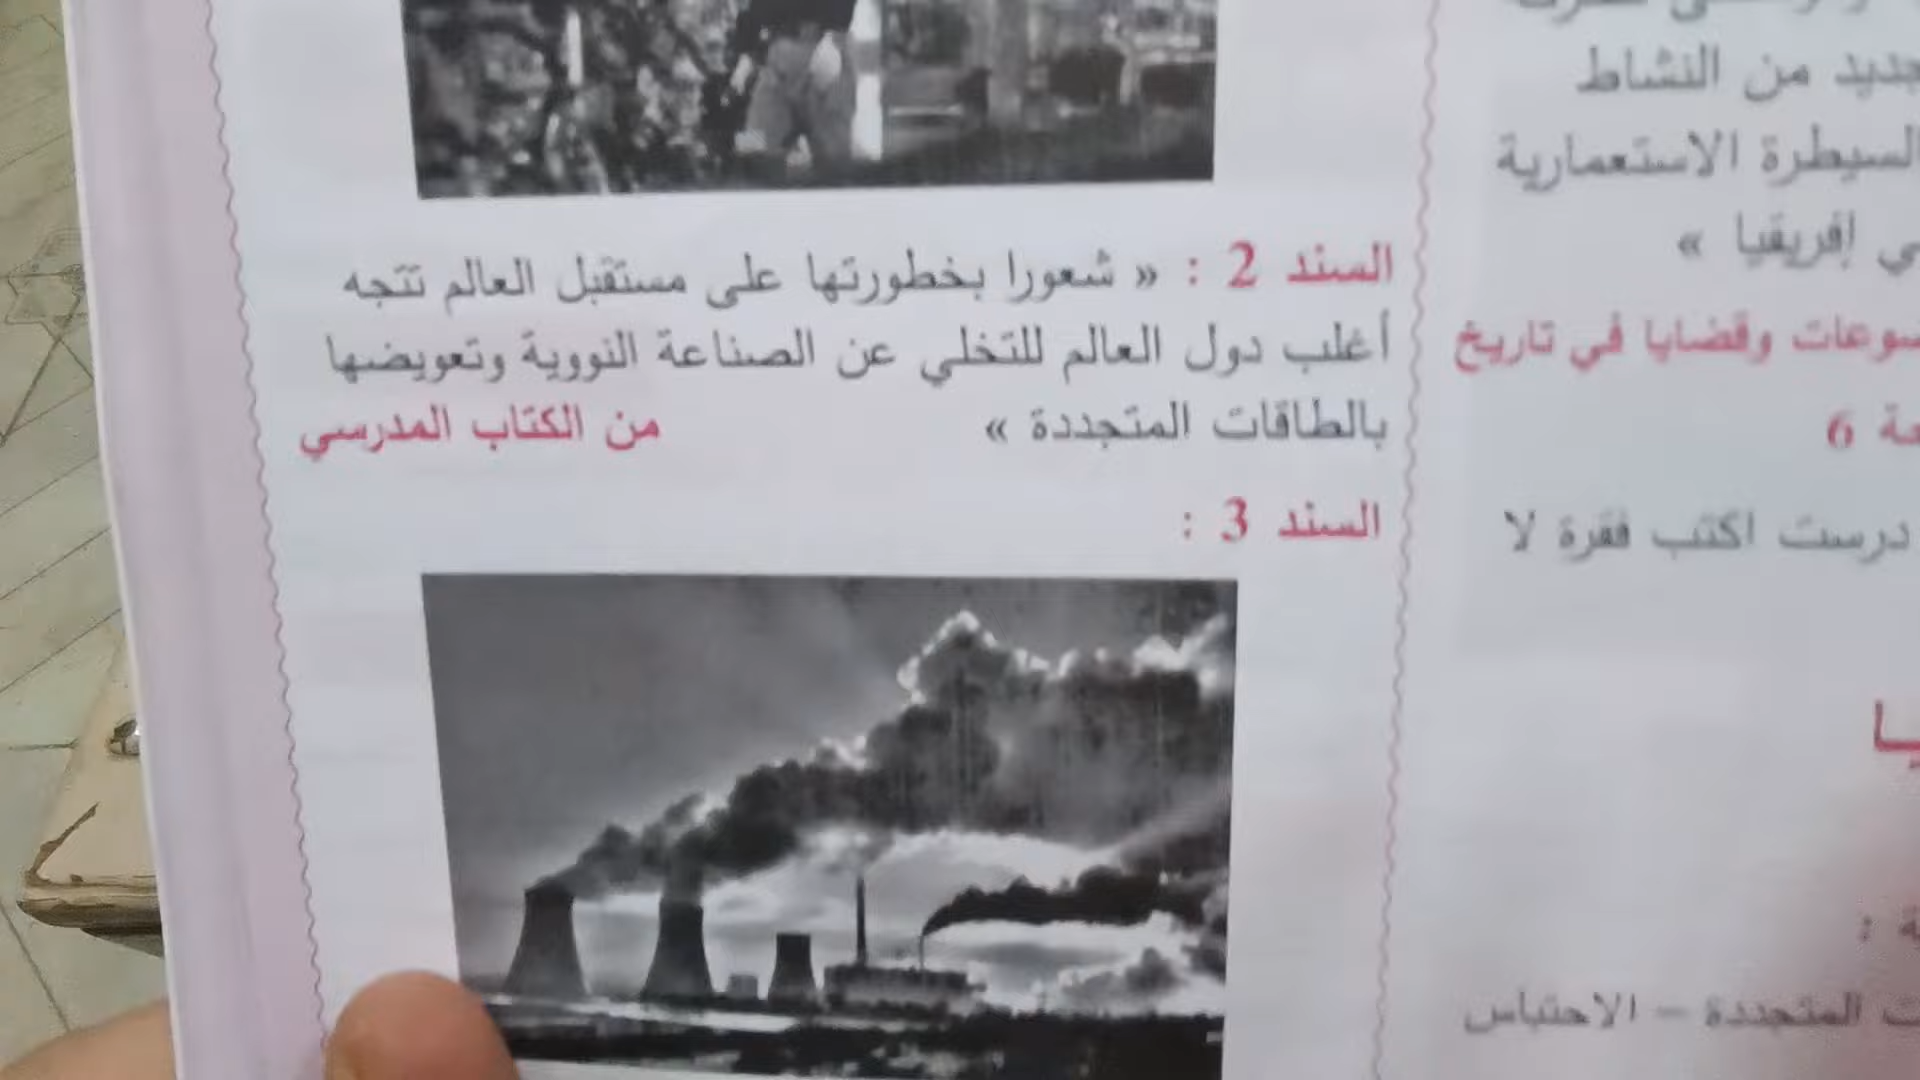 جديد من النشاط
السيطرة الاستعمارية
إفريقيا »
وقضايا في تاريخ
6
درست اكتب فقرة لا
المتجددة – الاحتباس
السند 2 : « شعورا بخطورتها على مستقبل العالم تتجه
أغلب دول العالم للتخلي عن الصناعة النووية وتعويضها
بالطاقات المتجددة » من الكتاب المدرسي
السند 3 :